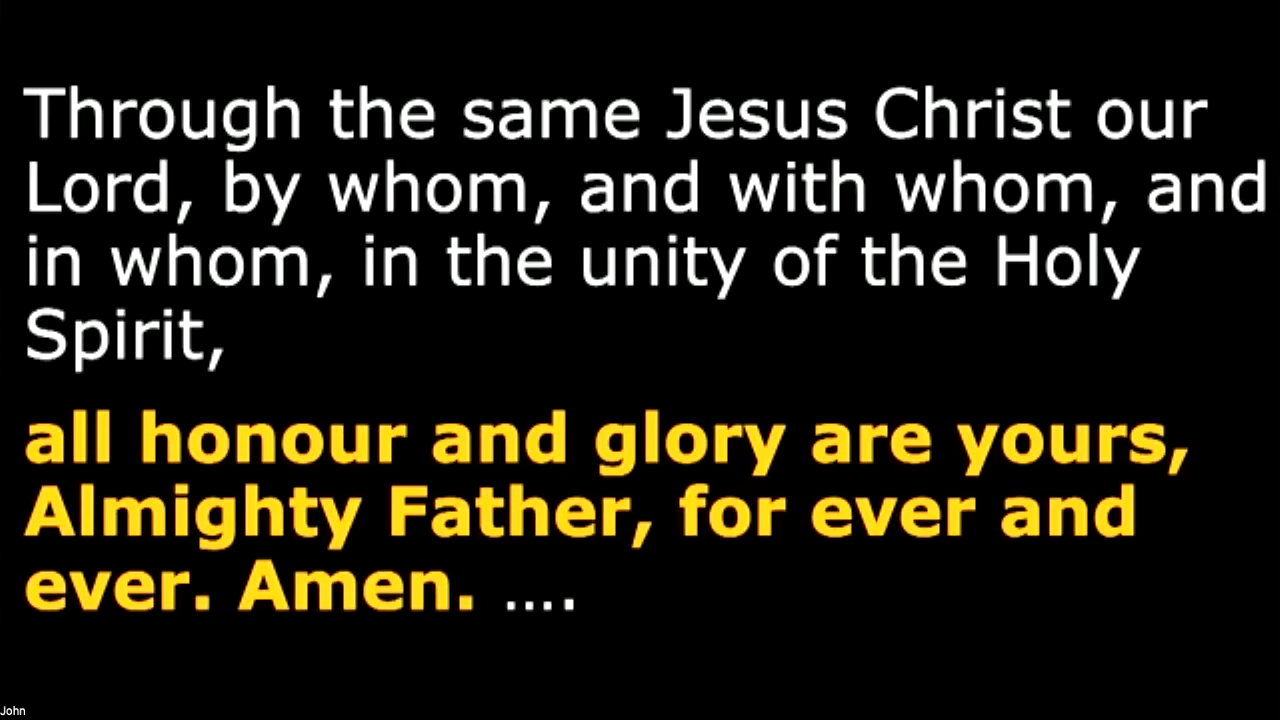 Through the same Jesus Christ our
Lord, by whom, and with whom, and
in whom, in the unity of the Holy
Spirit,
all honour and glory are yours,
Almighty Father, for ever and
ever. Amen. ....
John